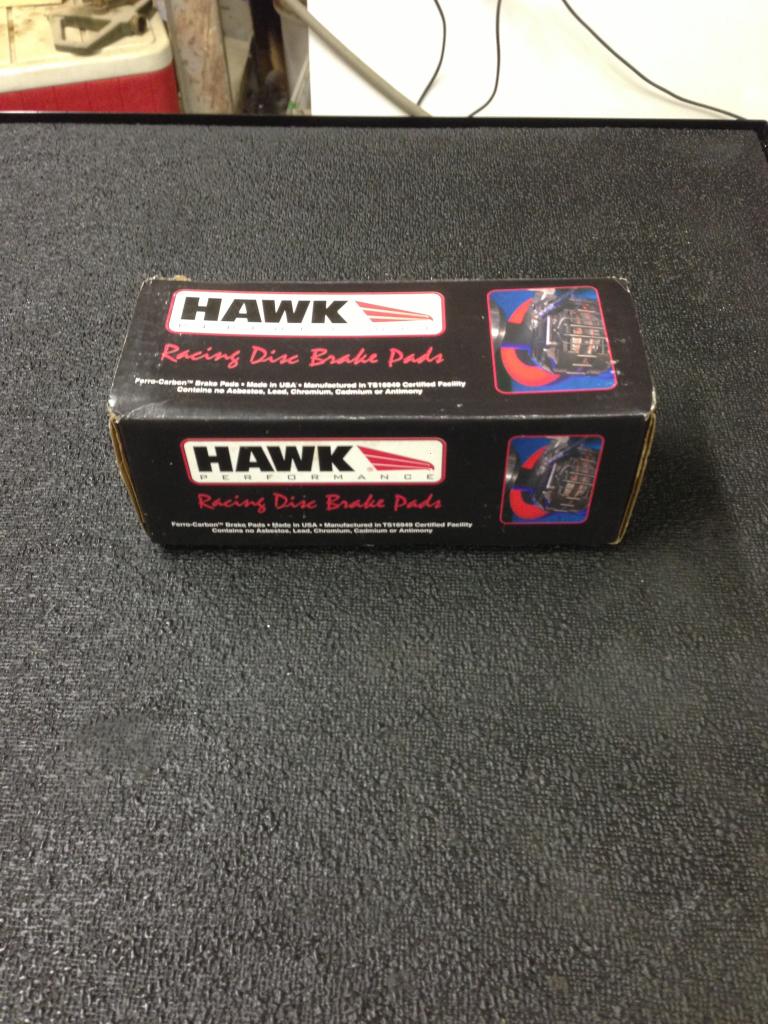 HAWK
PERFORMANCE
Racing Disc Brake Pads
Ferro-Carbon™ Brake Pads • Made in USA • Manufactured in TS16949 Certified Facility
Contains no Asbestos, Lead, Chromium, Cadmium or Antimony
HAWK
PERFORMANCE
Racing Disc Brake Pads
Ferro-Carbon™ Brake Pads • Made in USA • Manufactured in TS16949 Certified Facility
Contains no Asbestos, Lead, Chromium, Cadmium or Antimony